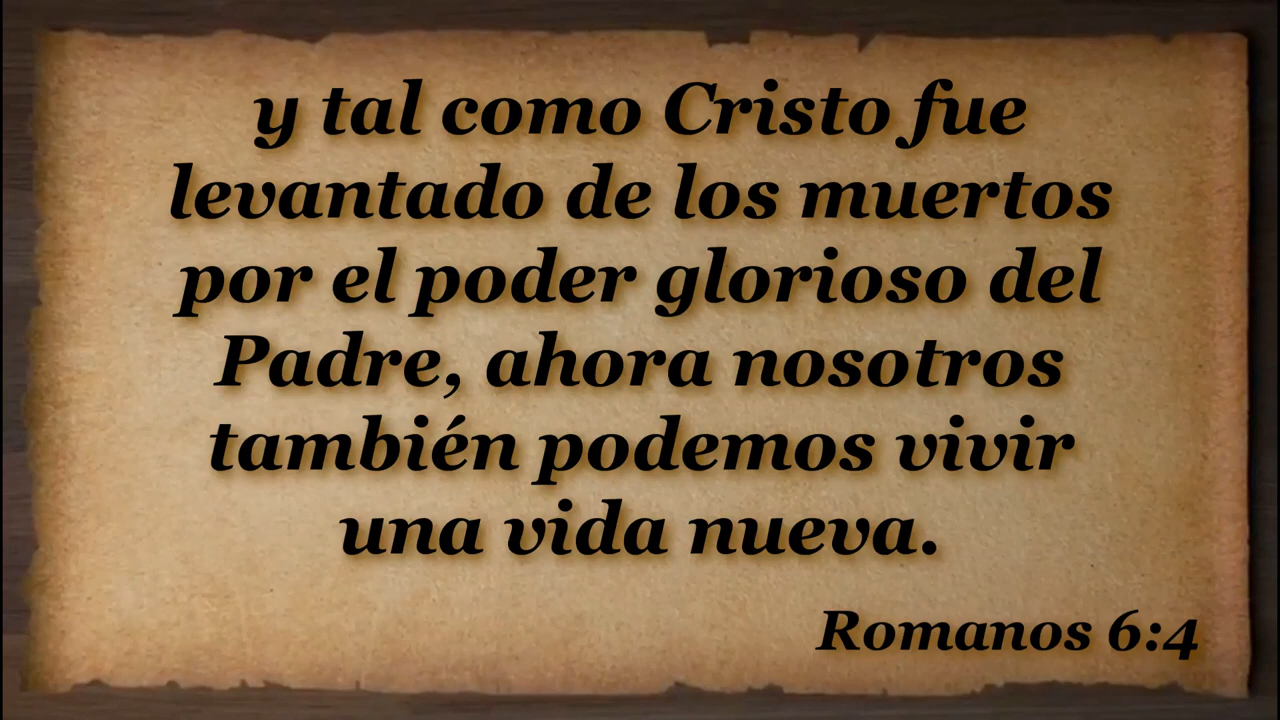 y tal como Cristo fue
levantado de los muertos
por el poder glorioso del
Padre, ahora nosotros
también podemos vivir
una vida nueva.
Romanos 6:4